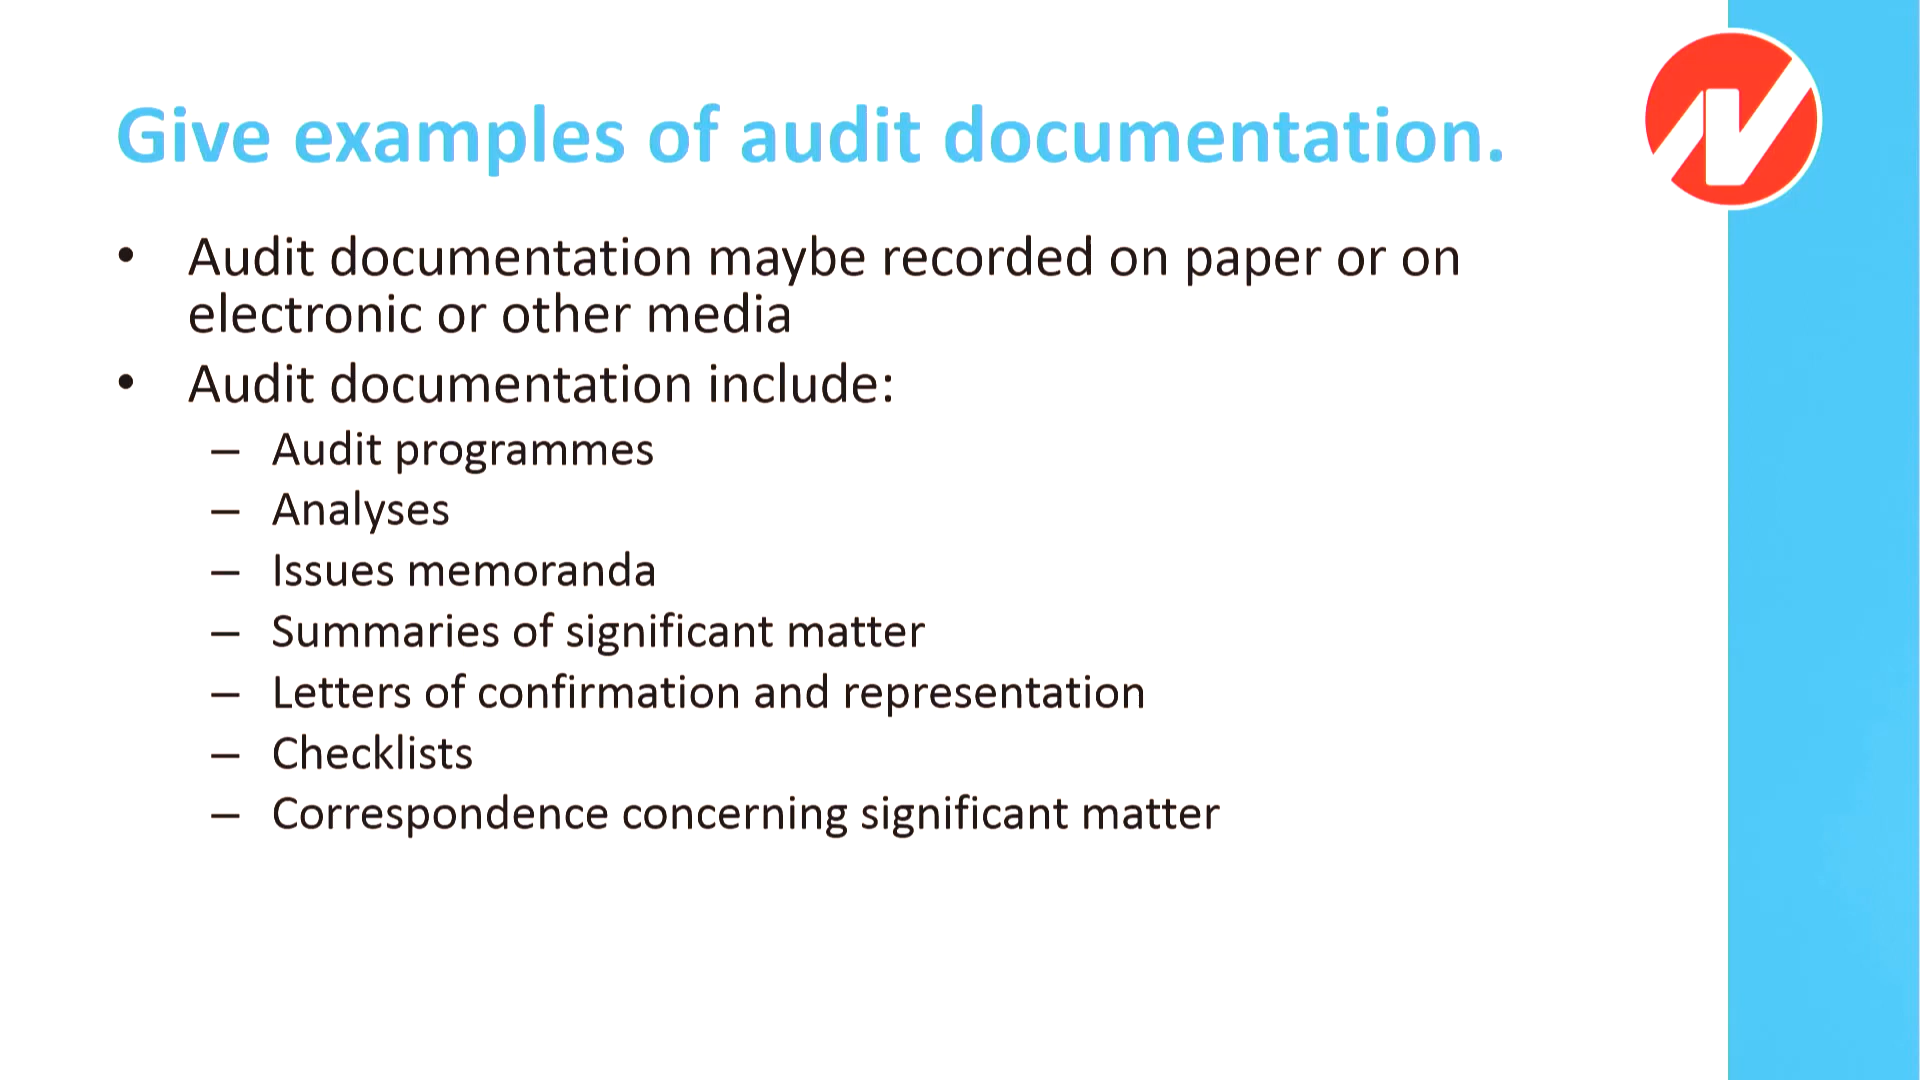 Give examples of audit documentation.
• Audit documentation maybe recorded on paper or on
electronic or other media
• Audit documentation include:
– Audit programmes
– Analyses
– Issues memoranda
– Summaries of significant matter
– Letters of confirmation and representation
– Checklists
– Correspondence concerning significant matter